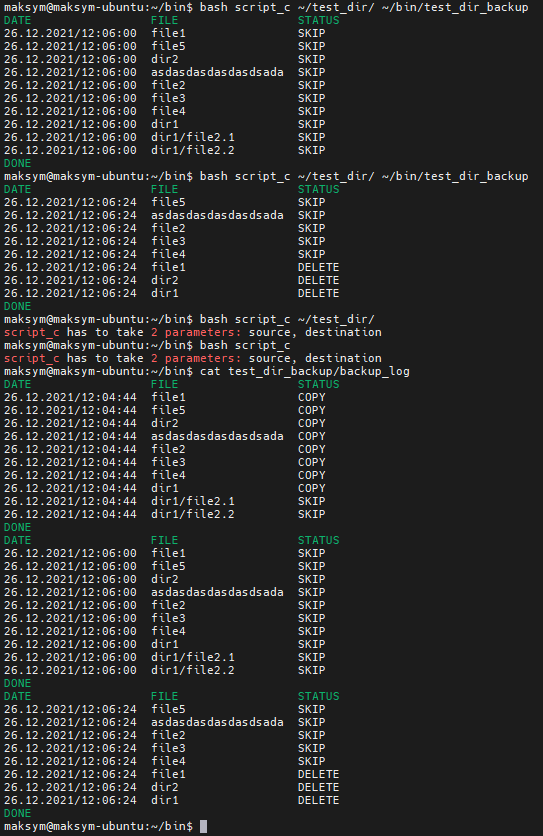 maksym@maksym-ubuntu:~/bin$ bash script_c ~/test_dir/ ~/bin/test_dir_backup
DATE FILE STATUS
26.12.2021/12:06:00 file1 SKIP
26.12.2021/12:06:00 file5 SKIP
26.12.2021/12:06:00 dir2 SKIP
26.12.2021/12:06:00 asdasdasdasdasdsada SKIP
26.12.2021/12:06:00 file2 SKIP
26.12.2021/12:06:00 file3 SKIP
26.12.2021/12:06:00 file4 SKIP
26.12.2021/12:06:00 dir1 SKIP
26.12.2021/12:06:00 dir1/file2.1 SKIP
26.12.2021/12:06:00 dir1/file2.2 SKIP
DONE
maksym@maksym-ubuntu:~/bin$ bash script_c ~/test_dir/ ~/bin/test_dir_backup
DATE FILE STATUS
26.12.2021/12:06:24 file5 SKIP
26.12.2021/12:06:24 asdasdasdasdasdsada SKIP
26.12.2021/12:06:24 file2 SKIP
26.12.2021/12:06:24 file3 SKIP
26.12.2021/12:06:24 file4 SKIP
26.12.2021/12:06:24 file1 DELETE
26.12.2021/12:06:24 dir2 DELETE
26.12.2021/12:06:24 dir1 DELETE
DONE
maksym@maksym-ubuntu:~/bin$ bash script_c ~/test_dir/
script_c has to take 2 parameters: source, destination
maksym@maksym-ubuntu:~/bin$ bash script_c
script_c has to take 2 parameters: source, destination
maksym@maksym-ubuntu:~/bin$ cat test_dir_backup/backup_log
DATE FILE STATUS
26.12.2021/12:04:44 file1 COPY
26.12.2021/12:04:44 file5 COPY
26.12.2021/12:04:44 dir2 COPY
26.12.2021/12:04:44 asdasdasdasdasdsada COPY
26.12.2021/12:04:44 file2 COPY
26.12.2021/12:04:44 file3 COPY
26.12.2021/12:04:44 file4 COPY
26.12.2021/12:04:44 dir1 COPY
26.12.2021/12:04:44 dir1/file2.1 SKIP
26.12.2021/12:04:44 dir1/file2.2 SKIP
DONE
DATE FILE STATUS
26.12.2021/12:06:00 file1 SKIP
26.12.2021/12:06:00 file5 SKIP
26.12.2021/12:06:00 dir2 SKIP
26.12.2021/12:06:00 asdasdasdasdasdsada SKIP
26.12.2021/12:06:00 file2 SKIP
26.12.2021/12:06:00 file3 SKIP
26.12.2021/12:06:00 file4 SKIP
26.12.2021/12:06:00 dir1 SKIP
26.12.2021/12:06:00 dir1/file2.1 SKIP
26.12.2021/12:06:00 dir1/file2.2 SKIP
DONE
DATE FILE STATUS
26.12.2021/12:06:24 file5 SKIP
26.12.2021/12:06:24 asdasdasdasdasdsada SKIP
26.12.2021/12:06:24 file2 SKIP
26.12.2021/12:06:24 file3 SKIP
26.12.2021/12:06:24 file4 SKIP
26.12.2021/12:06:24 file1 DELETE
26.12.2021/12:06:24 dir2 DELETE
26.12.2021/12:06:24 dir1 DELETE
DONE
maksym@maksym-ubuntu:~/bin$